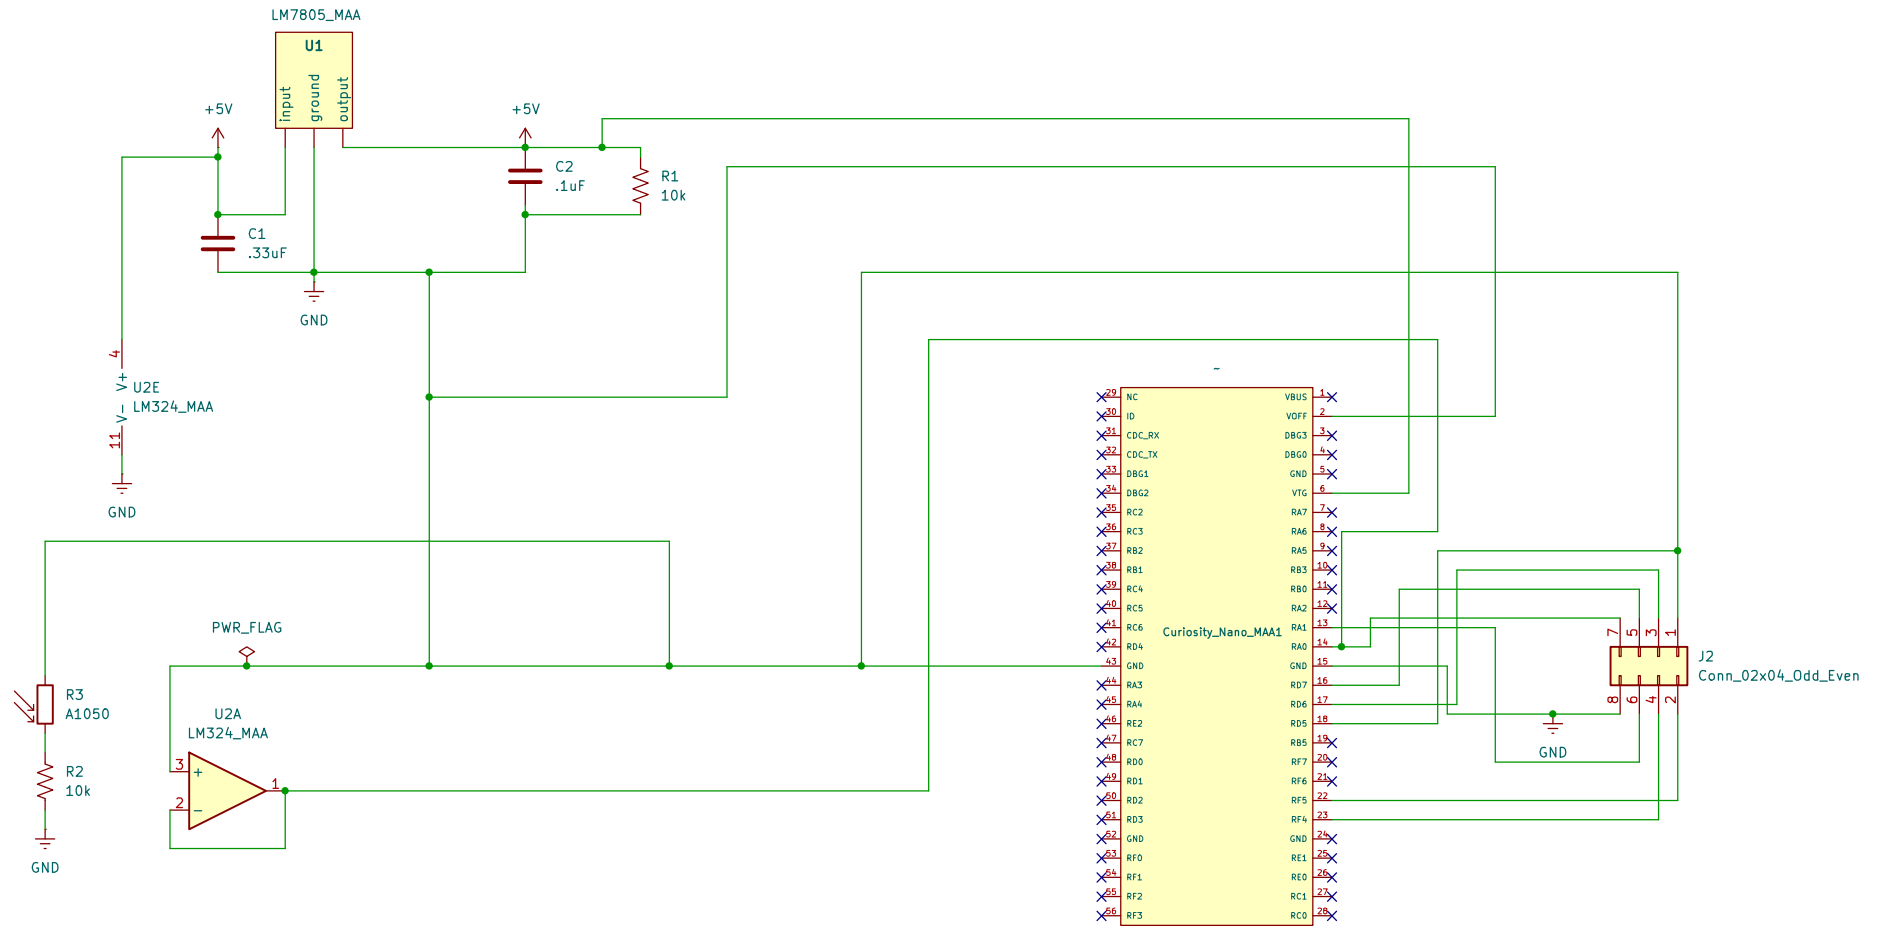 LM7805_MAA
U1
input
ground
output
+5V
+5V
C2
.1uF
R1
10k
C1
.33uF
GND
4
V+
U2E
LM324_MAA
V-
11
GND
~
29 NC VBUS 1
30 ID VOFF 2
31 CDC_RX DBG3 3
32 CDC_TX DBG0 4
33 DBG1 GND 5
34 DBG2 VTG 6
35 RC2 RA7 7
36 RC3 RA6 8
37 RB2 RA5 9
38 RB1 RB3 10
39 RC4 RB0 11
40 RC5 RA2 12
41 RC6 RA1 13
Curiosity_Nano_MAA1
42 RD4 RA0 14
43 GND GND 15
44 RA3 RD7 16
45 RA4 RD6 17
46 RE2 RD5 18
47 RC7 RB5 19
48 RD0 RF7 20
49 RD1 RF6 21
50 RD2 RF5 22
51 RD3 RF4 23
52 GND GND 24
53 RF0 RE1 25
54 RF1 RE0 26
55 RF2 RC1 27
56 RF3 RC0 28
7 5 3 1
J2
Conn_02x04_Odd_Even
8 6 4 2
GND
PWR_FLAG
R3
A1050
U2A
LM324_MAA
R2
10k
3 +
1
2 -
GND